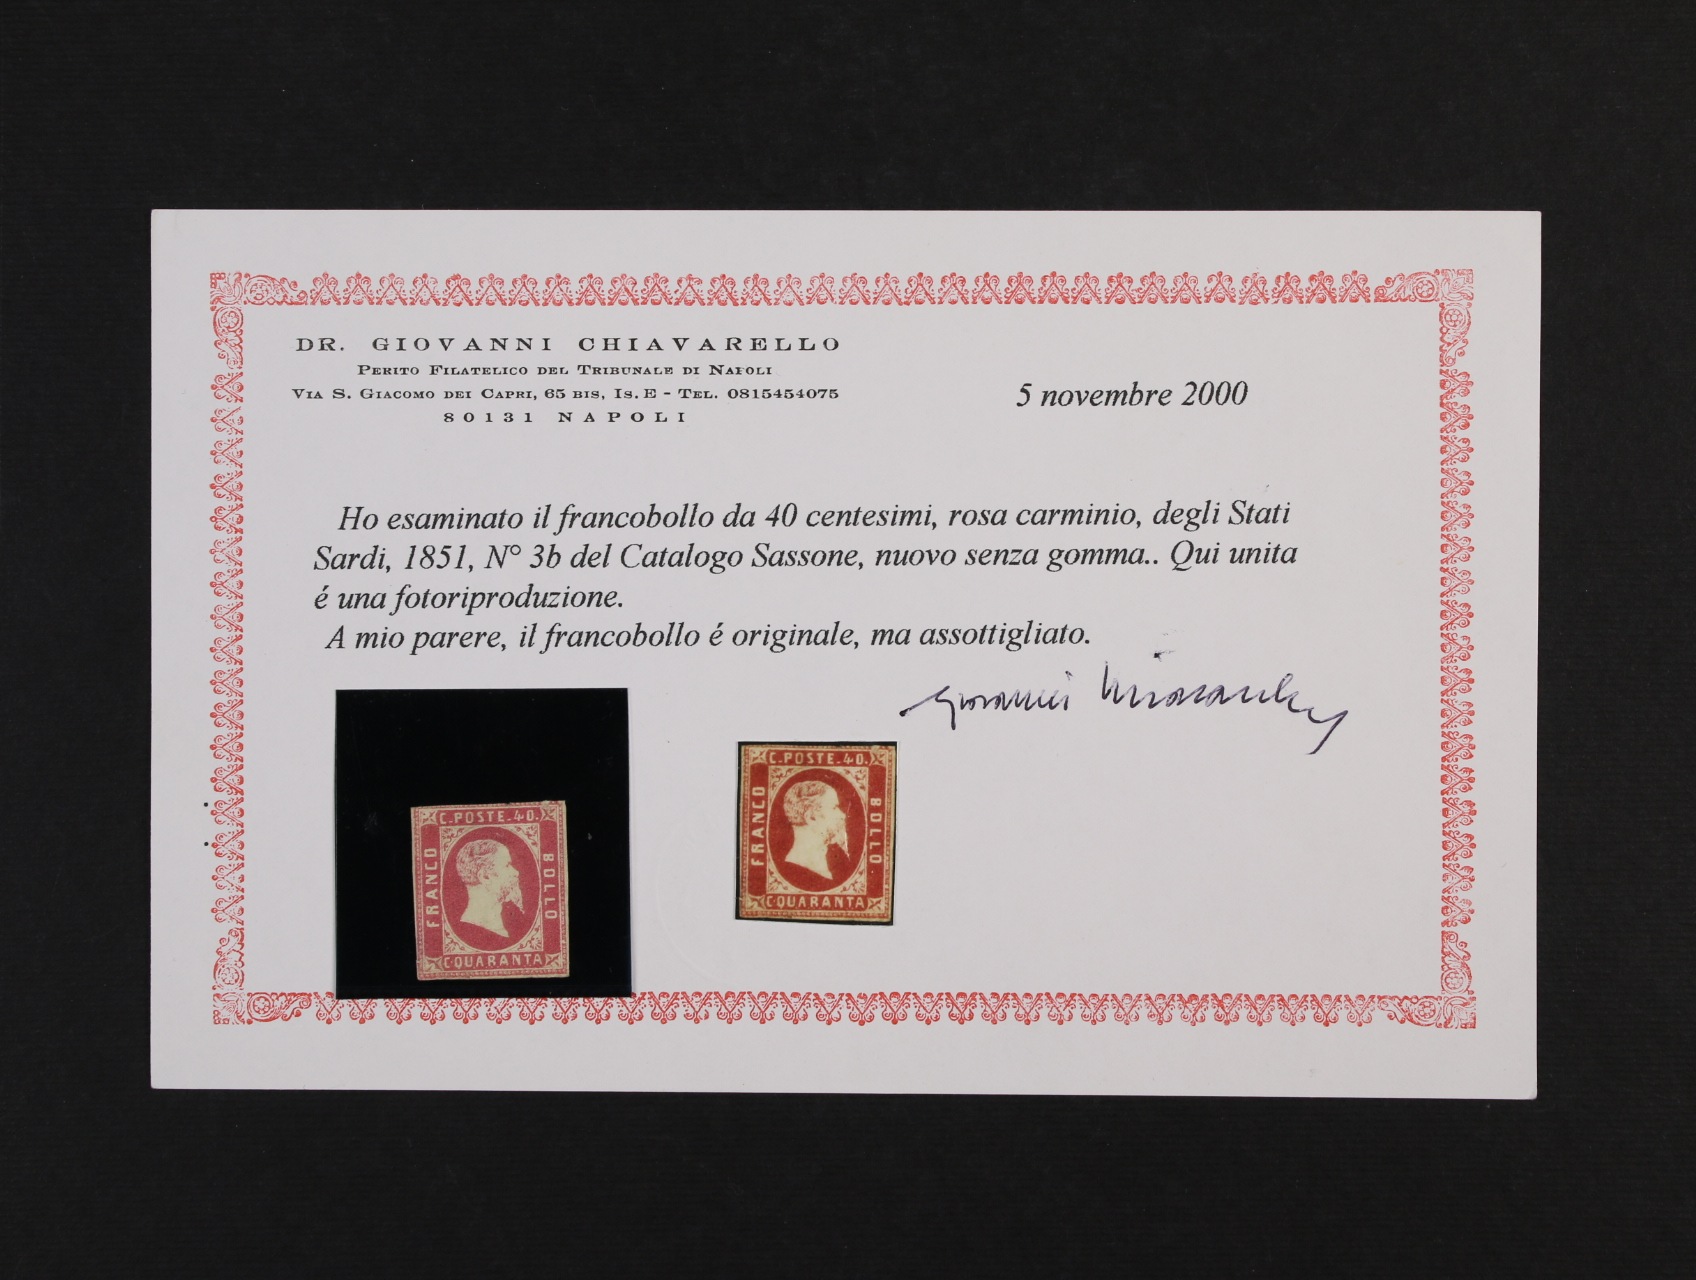 DR. GIOVANNI CHIAVARELLO
PERITO FILATELICO DEL TRIBUNALE DI NAPOLI
VIA S. GIACOMO DEI CAPRI, 65 BIS, IS. E - TEL. 0815454075
80131 NAPOLI
5 novembre 2000
Ho esaminato il francobollo da 40 centesimi, rosa carminio, degli Stati
Sardi, 1851, N° 3b del Catalogo Sassone, nuovo senza gomma.. Qui unita
é una fotoriproduzione.
A mio parere, il francobollo é originale, ma assottigliato.
Giovanni Chiavarello
C. POSTE. 40.
FRANCO
BOLLO
C. QUARANTA
C. POSTE. 40.
FRANCO
BOLLO
C. QUARANTA